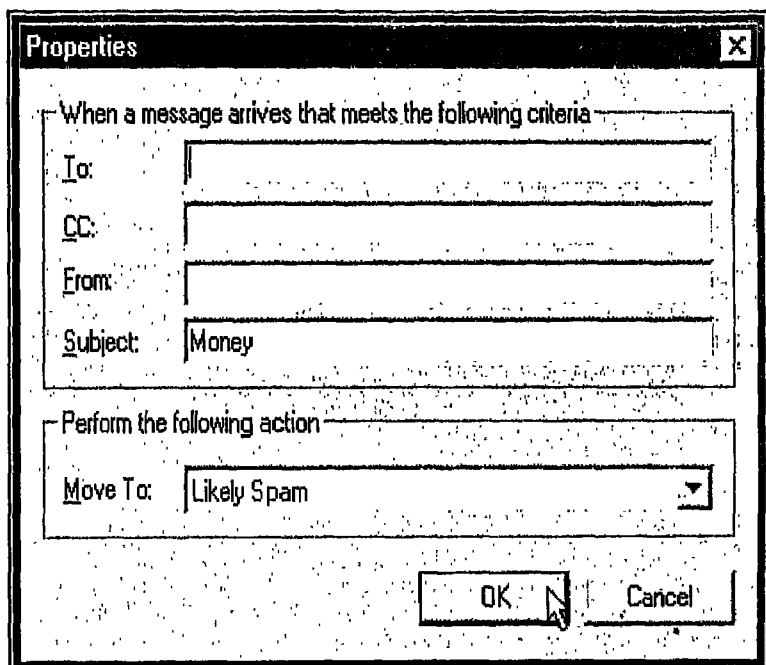 Properties
When a message arrives that meets the following criteria
To:
CC:
From:
Subject: Money
Perform the following action
Move To: Likely Spam
OK Cancel